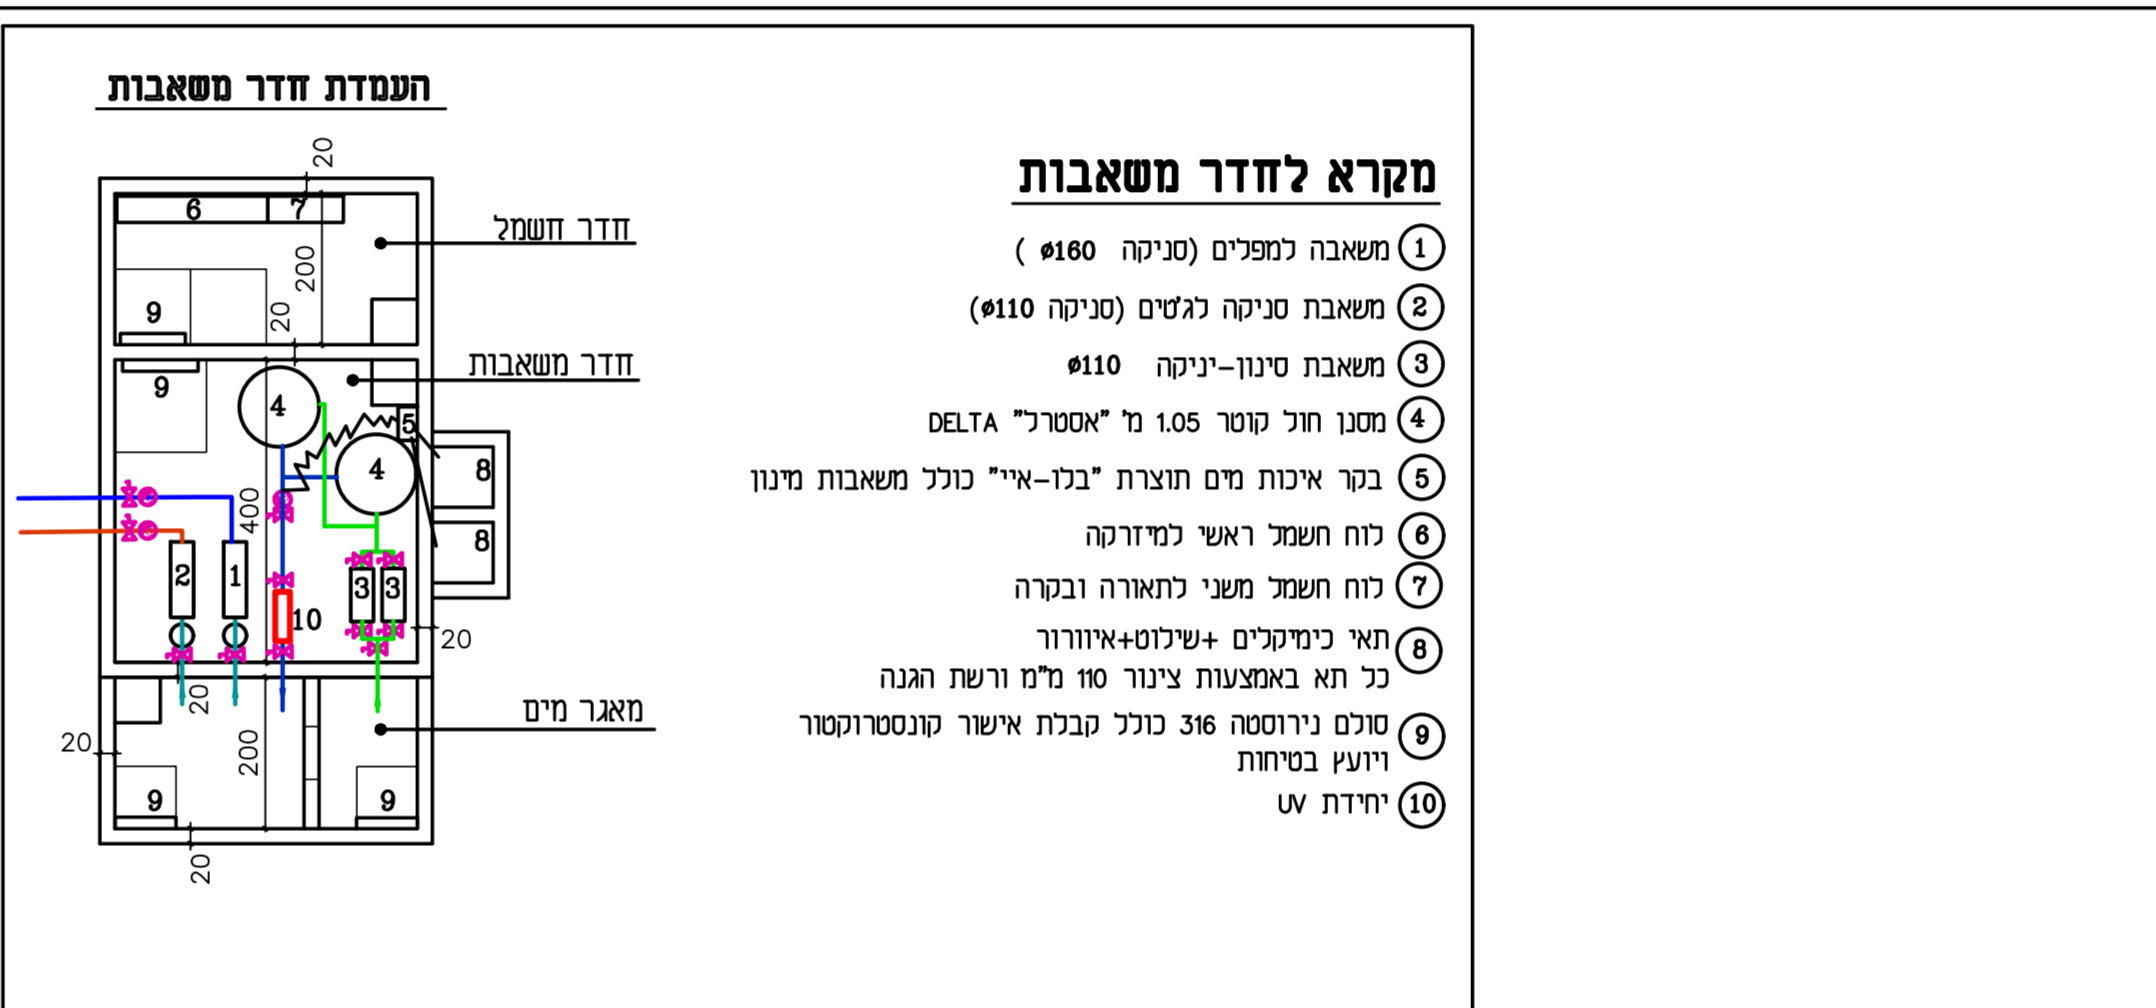 העמדת חדר משאבות
20
6
7
חדר חשמל
200
9
20
חדר משאבות
9
4
5
4
8
400
8
2
1
3
3
10
20
20
מאגר מים
20
200
9
9
20
מקרא לחדר משאבות
1 משאבה למפלים (סניקה ø160 )
2 משאבת סניקה לג'טים (סניקה ø110)
3 משאבת סינון-יניקה ø110
4 מסנן חול קוטר 1.05 מ' "אסטרל" DELTA
5 בקר איכות מים תוצרת "בלו-איי" כולל משאבות מינון
6 לוח חשמל ראשי למיזרקה
7 לוח חשמל משני לתאורה ובקרה
8 תאי כימיקלים +שילוט+איוורור
כל תא באמצעות צינור 110 מ"מ ורשת הגנה
9 סולם נירוסטה 316 כולל קבלת אישור קונסטרוקטור
ויועץ בטיחות
10 יחידת UV